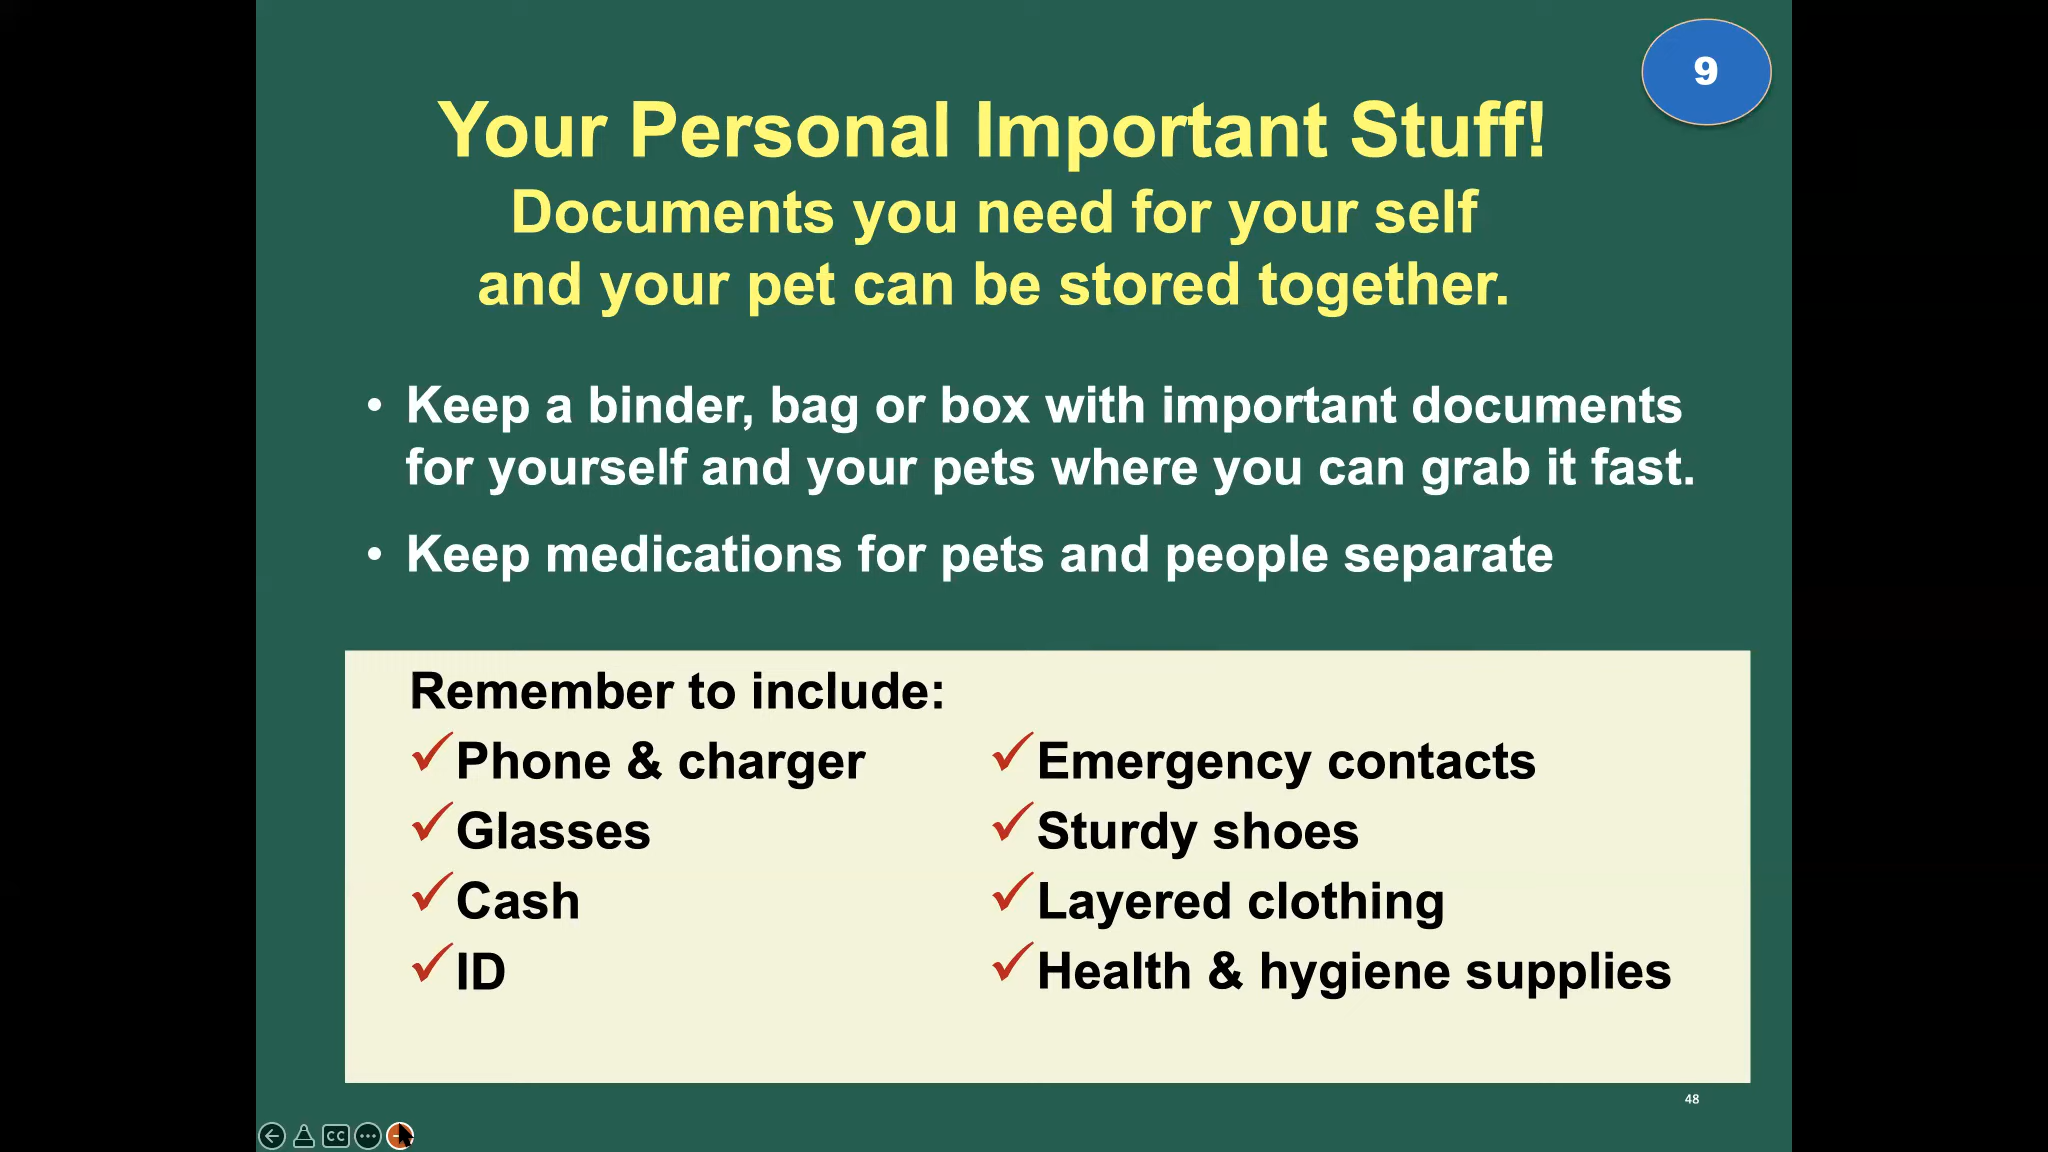 9
Your Personal Important Stuff!
Documents you need for your self
and your pet can be stored together.
• Keep a binder, bag or box with important documents
for yourself and your pets where you can grab it fast.
• Keep medications for pets and people separate
Remember to include:
✓Phone & charger
✓Glasses
✓Cash
✓ID
✓Emergency contacts
✓Sturdy shoes
✓Layered clothing
✓Health & hygiene supplies
48
CC